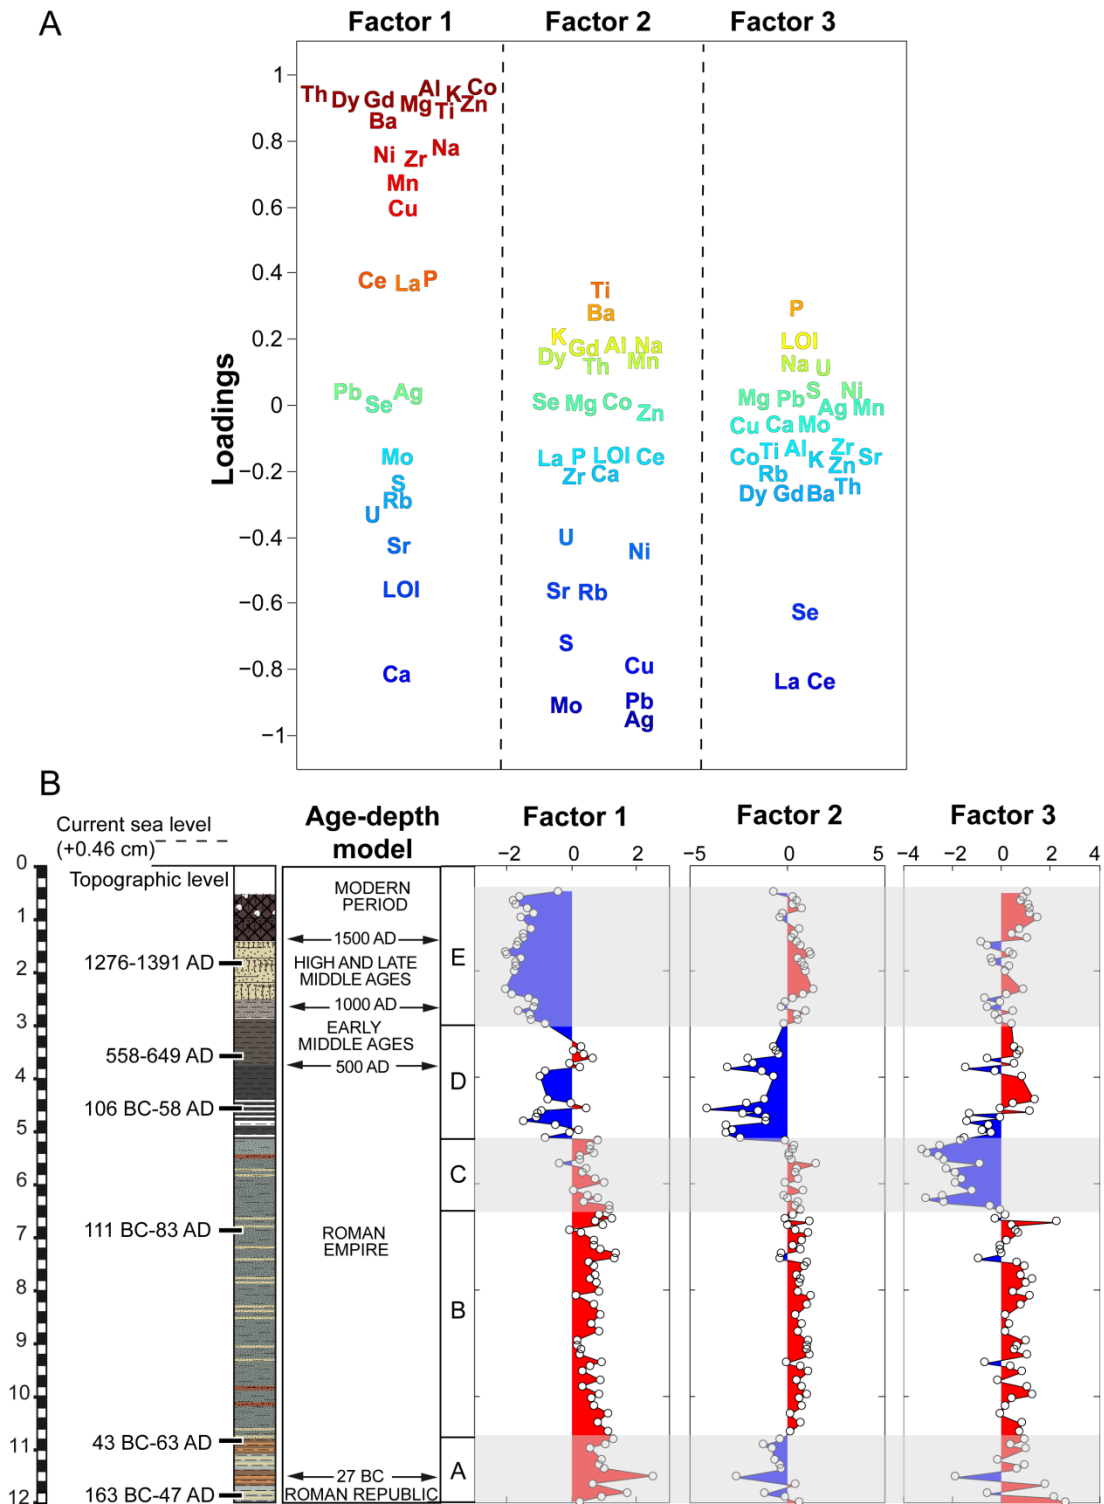 A
Factor 1
Factor 2
Factor 3
Loadings
1
0.8
0.6
0.4
0.2
0
−0.2
−0.4
−0.6
−0.8
−1
Th Dy Gd Mg Al K Co
Ti Zn
Ba
Ni Zr Na
Mn
Cu
Ce La P
Pb Se Ag
Mo
S
Rb
U
Sr
LOI
Ca
Ti
Ba
K
Dy Gd Al Na
Th Mn
Se Mg Co Zn
La P LOI Ce
Zr Ca
U
Ni
Sr Rb
S
Cu
Mo
Pb
Ag
P
LOI
Na U
Mg Pb S Ni
Ag Mn
Cu Ca Mo
Co Ti Al K Zr Sr
Rb Zn
Dy Gd Ba Th
Se
La Ce
B
Current sea level
(+0.46 cm)
Topographic level
Age-depth
model
Factor 1
Factor 2
Factor 3
−2 0 2
−5 0 5
−4 −2 0 2 4
0
1
2
3
4
5
6
7
8
9
10
11
12
1276-1391 AD
558-649 AD
106 BC-58 AD
111 BC-83 AD
43 BC-63 AD
163 BC-47 AD
MODERN
PERIOD
1500 AD
HIGH AND LATE
MIDDLE AGES
1000 AD
EARLY
MIDDLE AGES
500 AD
ROMAN
EMPIRE
27 BC
ROMAN REPUBLIC
E
D
C
B
A